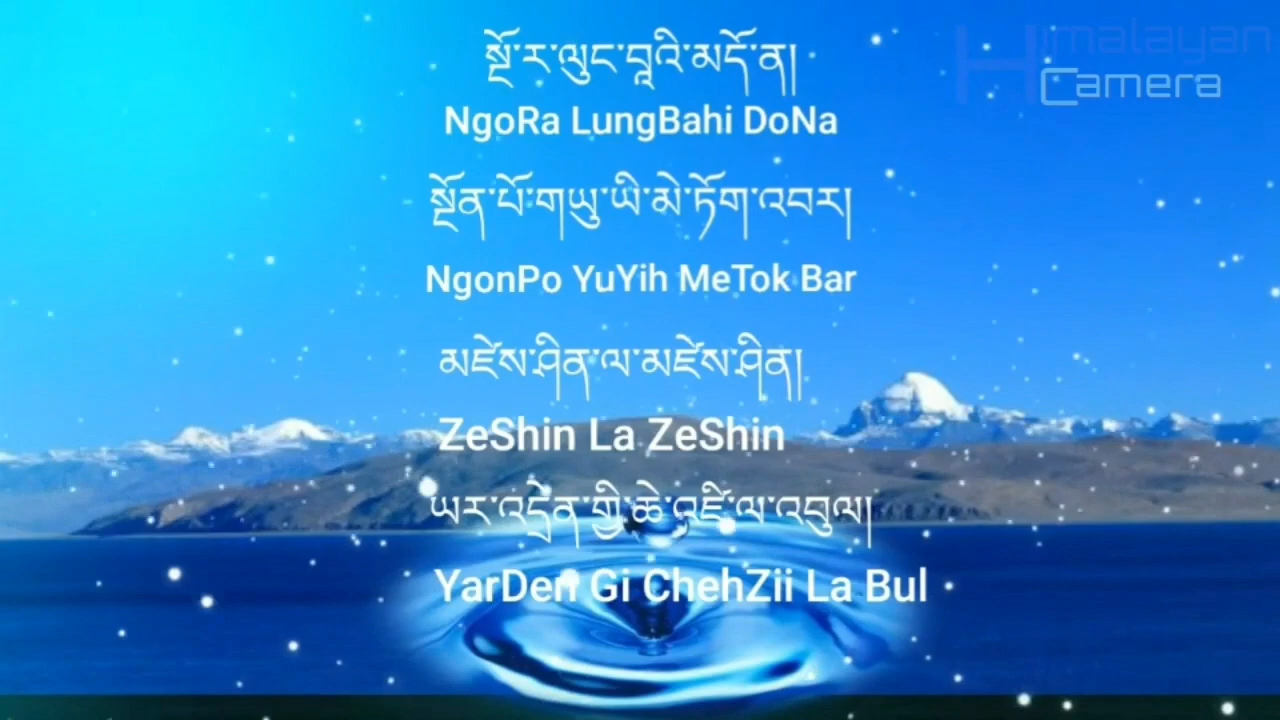 Himalayan
Camera
སྔོ་ར་ལུང་བཱའི་མདོ་ན།
NgoRa LungBahi DoNa
སྔོན་པོ་གཡུ་ཡི་མེ་ཏོག་འབར།
NgonPo YuYih MeTok Bar
མཛེས་ཤིན་ལ་མཛེས་ཤིན།
ZeShin La ZeShin
ཡར་འདྲེན་གྱི་ཆེ་འཛི་ལ་འབུལ།
YarDen Gi ChehZii La Bul